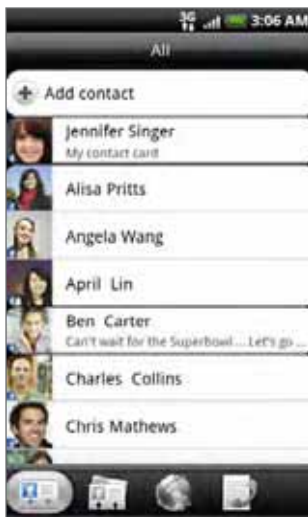 3G 3:06 AM
All
Add contact
Jennifer Singer
My contact card
Alisa Pritts
Angela Wang
April Lin
Ben Carter
Can't wait for the Superbowl ... Let's go ...
Charles Collins
Chris Mathews